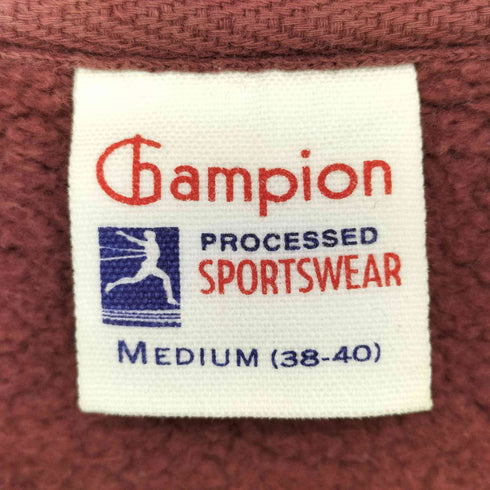 Champion
PROCESSED
SPORTSWEAR
MEDIUM (38-40)